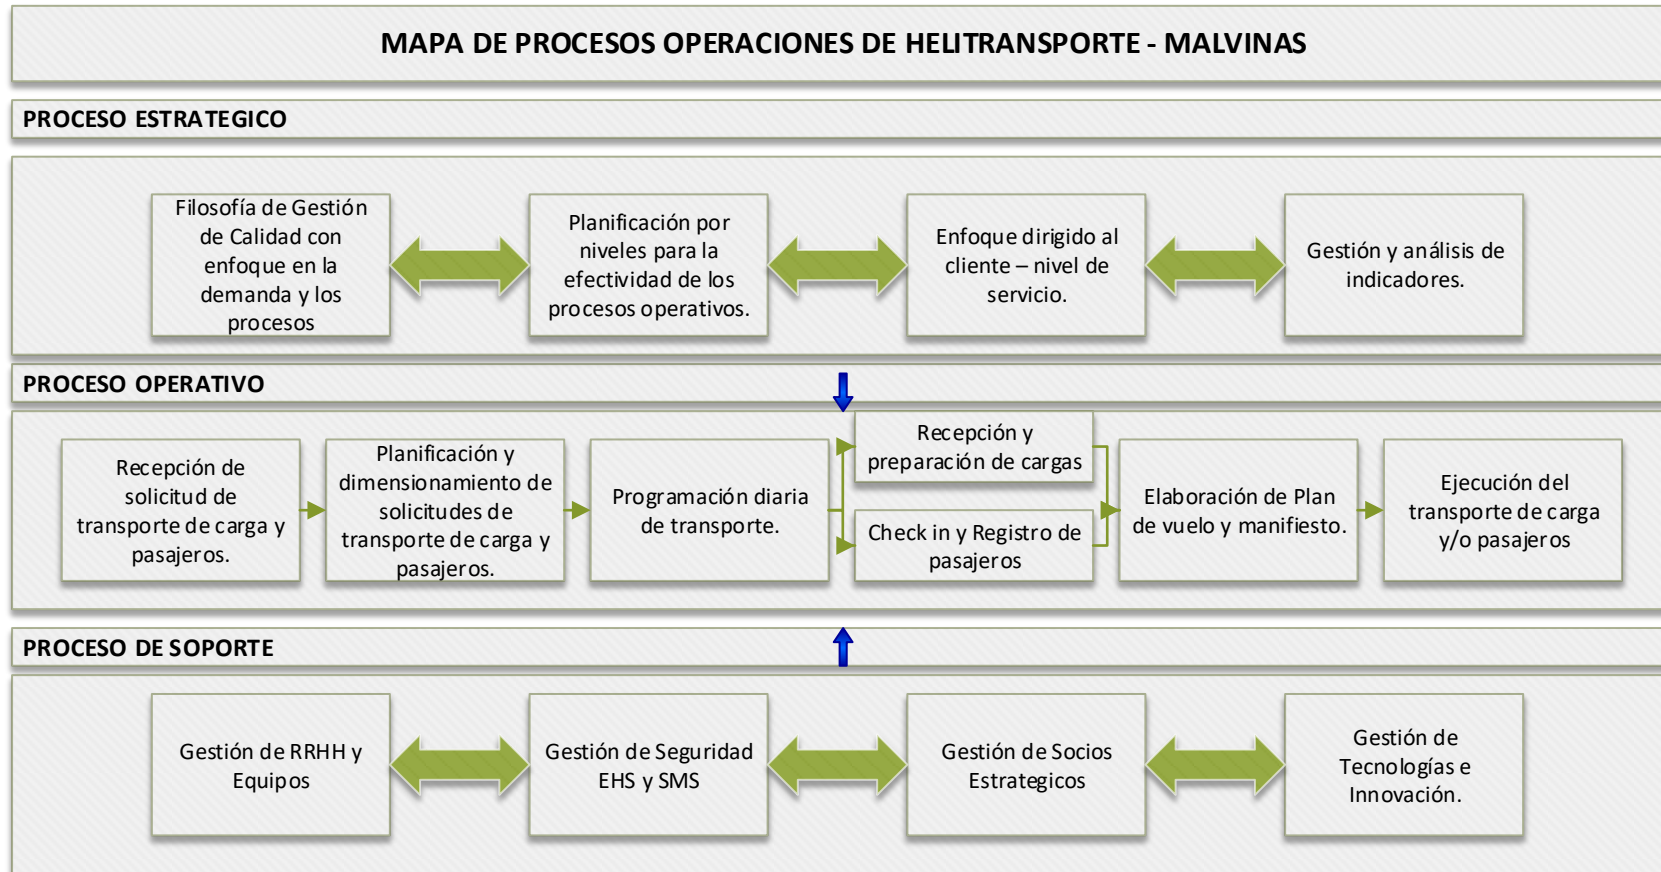 MAPA DE PROCESOS OPERACIONES DE HELITRANSPORTE - MALVINAS
PROCESO ESTRATEGICO
Filosofía de Gestión
de Calidad con
enfoque en la
demanda y los
procesos
Planificación por
niveles para la
efectividad de los
procesos operativos.
Enfoque dirigido al
cliente – nivel de
servicio.
Gestión y análisis de
indicadores.
PROCESO OPERATIVO
Recepción de
solicitud de
transporte de carga y
pasajeros.
Planificación y
dimensionamiento de
solicitudes de
transporte de carga y
pasajeros.
Programación diaria
de transporte.
Recepción y
preparación de cargas
Check in y Registro de
pasajeros
Elaboración de Plan
de vuelo y manifiesto.
Ejecución del
transporte de carga
y/o pasajeros
PROCESO DE SOPORTE
Gestión de RRHH y
Equipos
Gestión de Seguridad
EHS y SMS
Gestión de Socios
Estrategicos
Gestión de
Tecnologías e
Innovación.